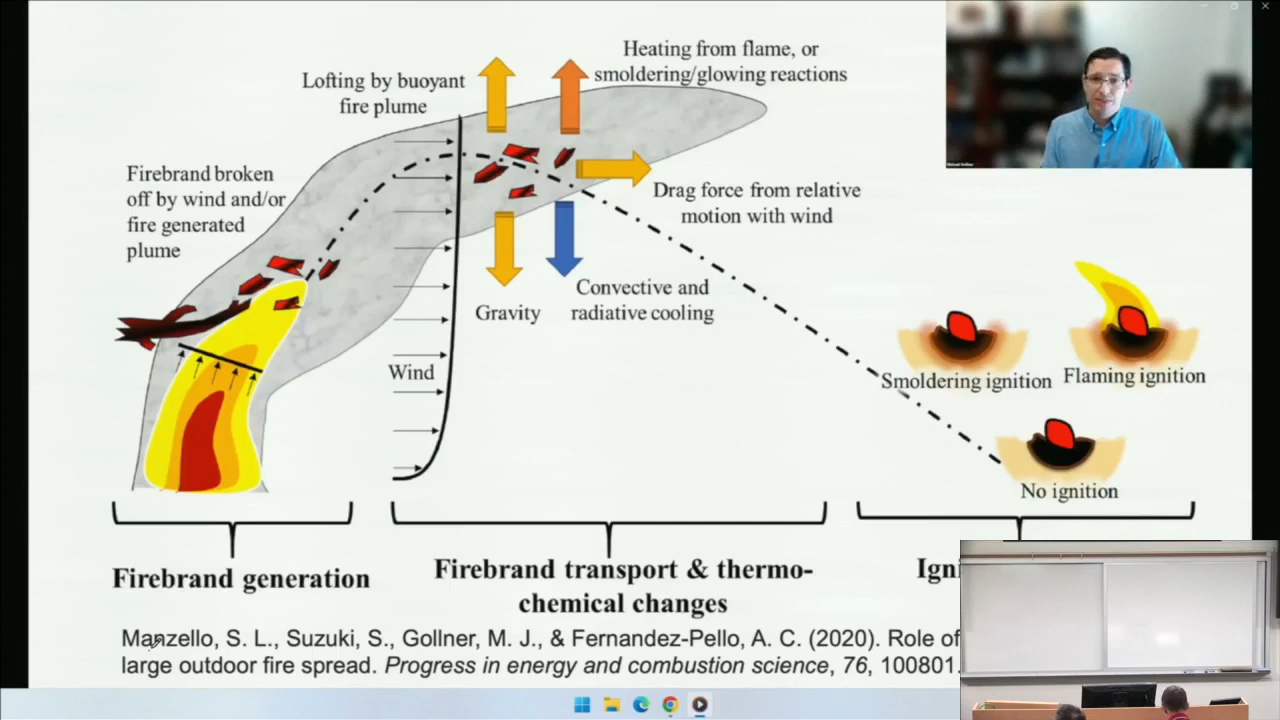 Heating from flame, or
smoldering/glowing reactions
Lofting by buoyant
fire plume
Firebrand broken
off by wind and/or
fire generated
plume
Drag force from relative
motion with wind
Gravity
Convective and
radiative cooling
Wind
Smoldering ignition
Flaming ignition
No ignition
Firebrand generation
Firebrand transport & thermo-
chemical changes
Manzello, S. L., Suzuki, S., Gollner, M. J., & Fernandez-Pello, A. C. (2020). Role of
large outdoor fire spread. Progress in energy and combustion science, 76, 100801.